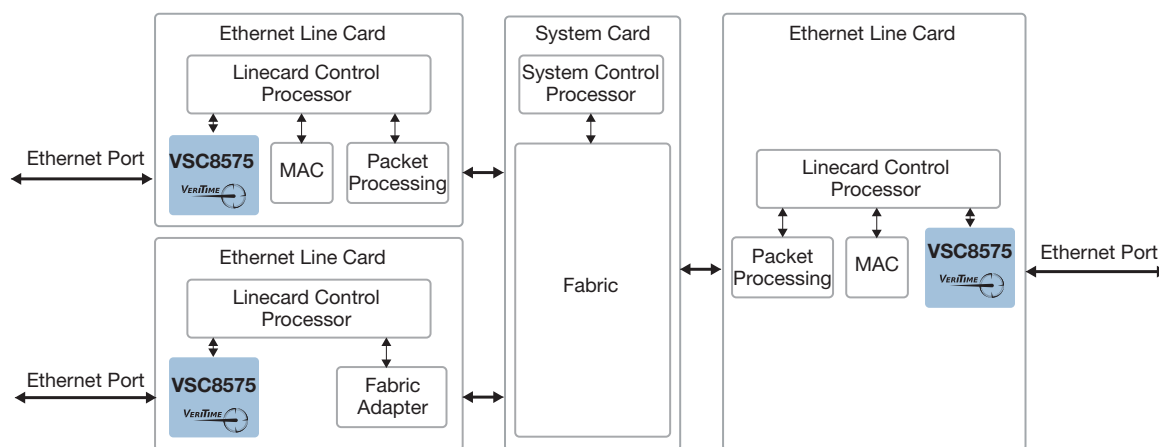 Ethernet Line Card
Linecard Control
Processor
Ethernet Port
VSC8575
VERITIME
MAC
Packet
Processing
Ethernet Line Card
Linecard Control
Processor
Ethernet Port
VSC8575
VERITIME
Fabric
Adapter
System Card
System Control
Processor
Fabric
Ethernet Line Card
Linecard Control
Processor
Packet
Processing
MAC
VSC8575
VERITIME
Ethernet Port